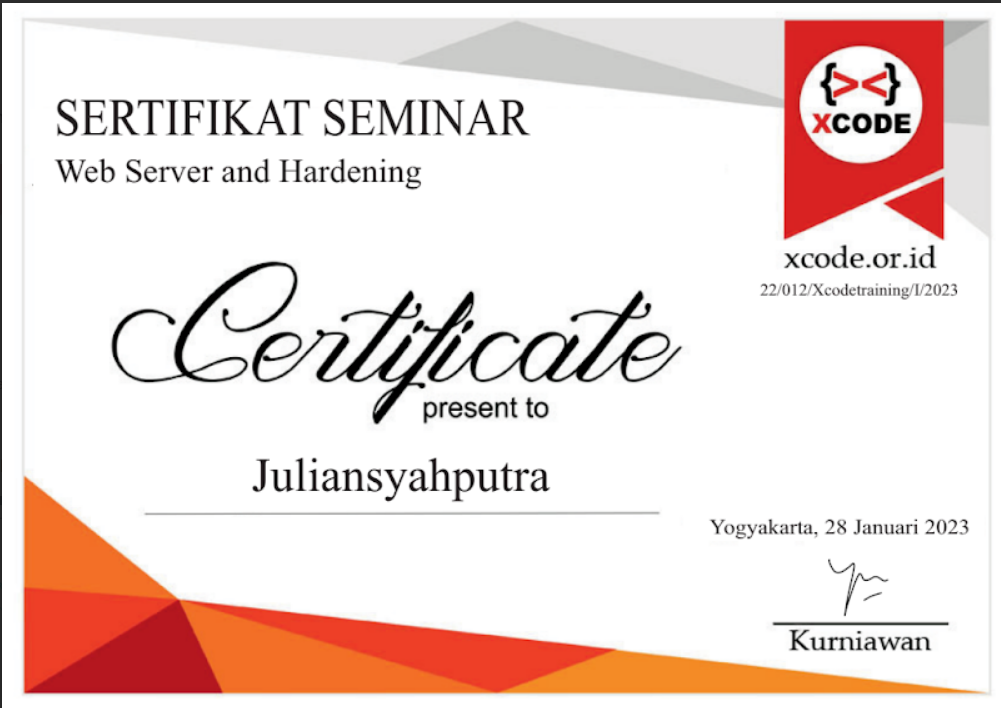 SERTIFIKAT SEMINAR
Web Server and Hardening
{><}
XCODE
xcode.or.id
22/012/Xcodetraining/I/2023
Certificate
present to
Juliansyahputra
Yogyakarta, 28 Januari 2023
Kurniawan